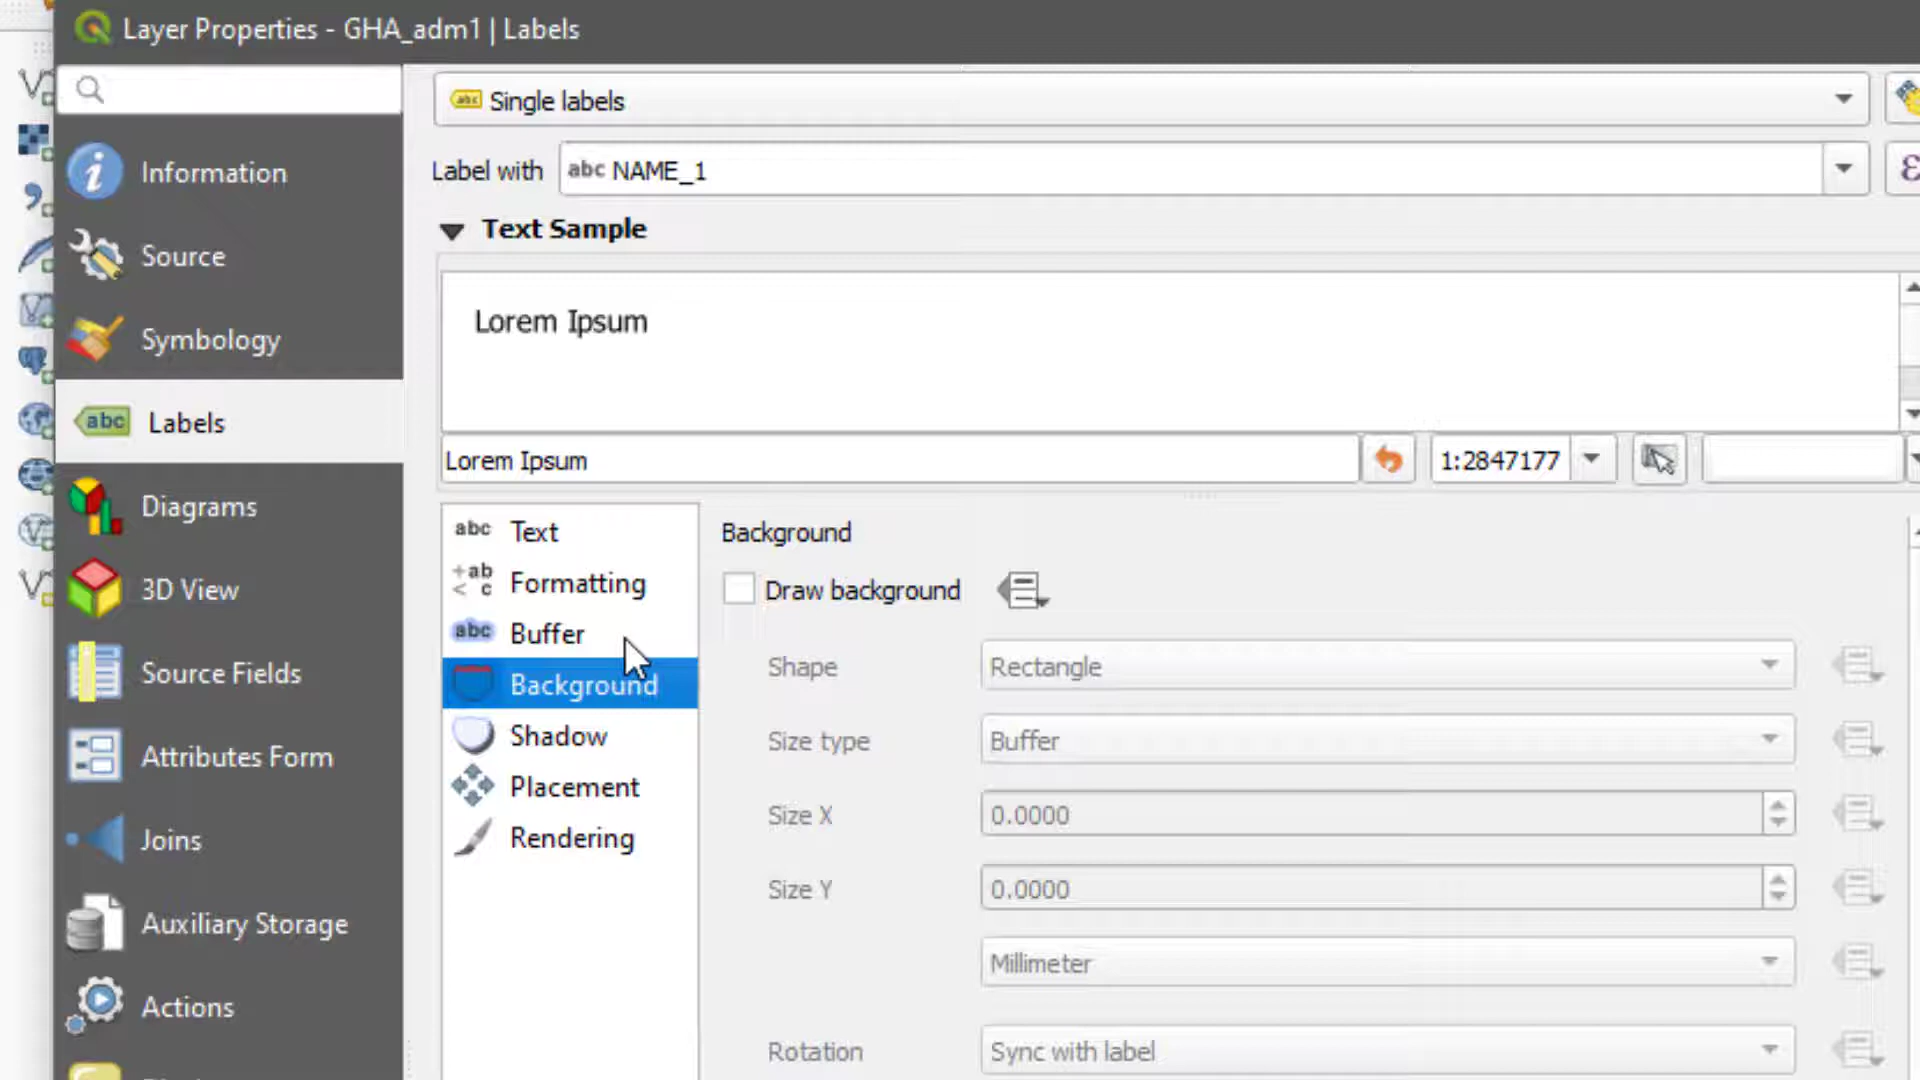 Layer Properties - GHA_adm1 | Labels
Single labels
Information
Label with abc NAME_1 ε
Text Sample
Source
Lorem Ipsum
Symbology
abc Labels
Lorem Ipsum 1:2847177
Diagrams
abc Text
Background
+ab
< c Formatting
Draw background
3D View
abc Buffer
Shape Rectangle
Source Fields
Background
Shadow
Size type Buffer
Attributes Form
Placement
Size X 0.0000
Joins
Rendering
Size Y 0.0000
Auxiliary Storage
Millimeter
Actions
Rotation Sync with label